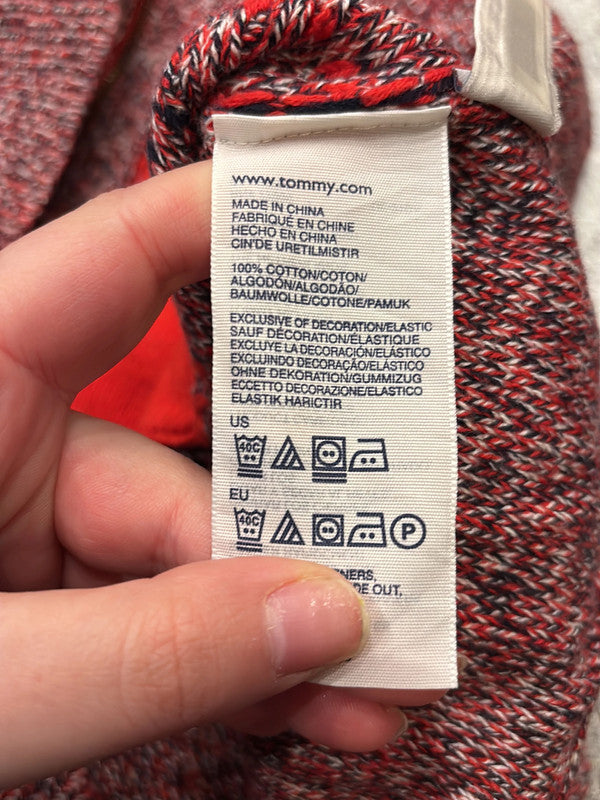 www.tommy.com
MADE IN CHINA
FABRIQUÉ EN CHINE
HECHO EN CHINA
CIN'DE URETILMISTIR
100% COTTON/COTON/
ALGODÓN/ALGODÃO/
BAUMWOLLE/COTONE/PAMUK
EXCLUSIVE OF DECORATION/ELASTIC
SAUF DÉCORATION/ÉLASTIQUE
EXCLUYE LA DECORACIÓN/ELÁSTICO
EXCLUINDO DECORAÇÃO/ELÁSTICO
OHNE DEKORATION/GUMMIZUG
ECCETTO DECORAZIONE/ELASTICO
ELASTIK HARICTIR
US
40C
EU
40C P
DE OUT,